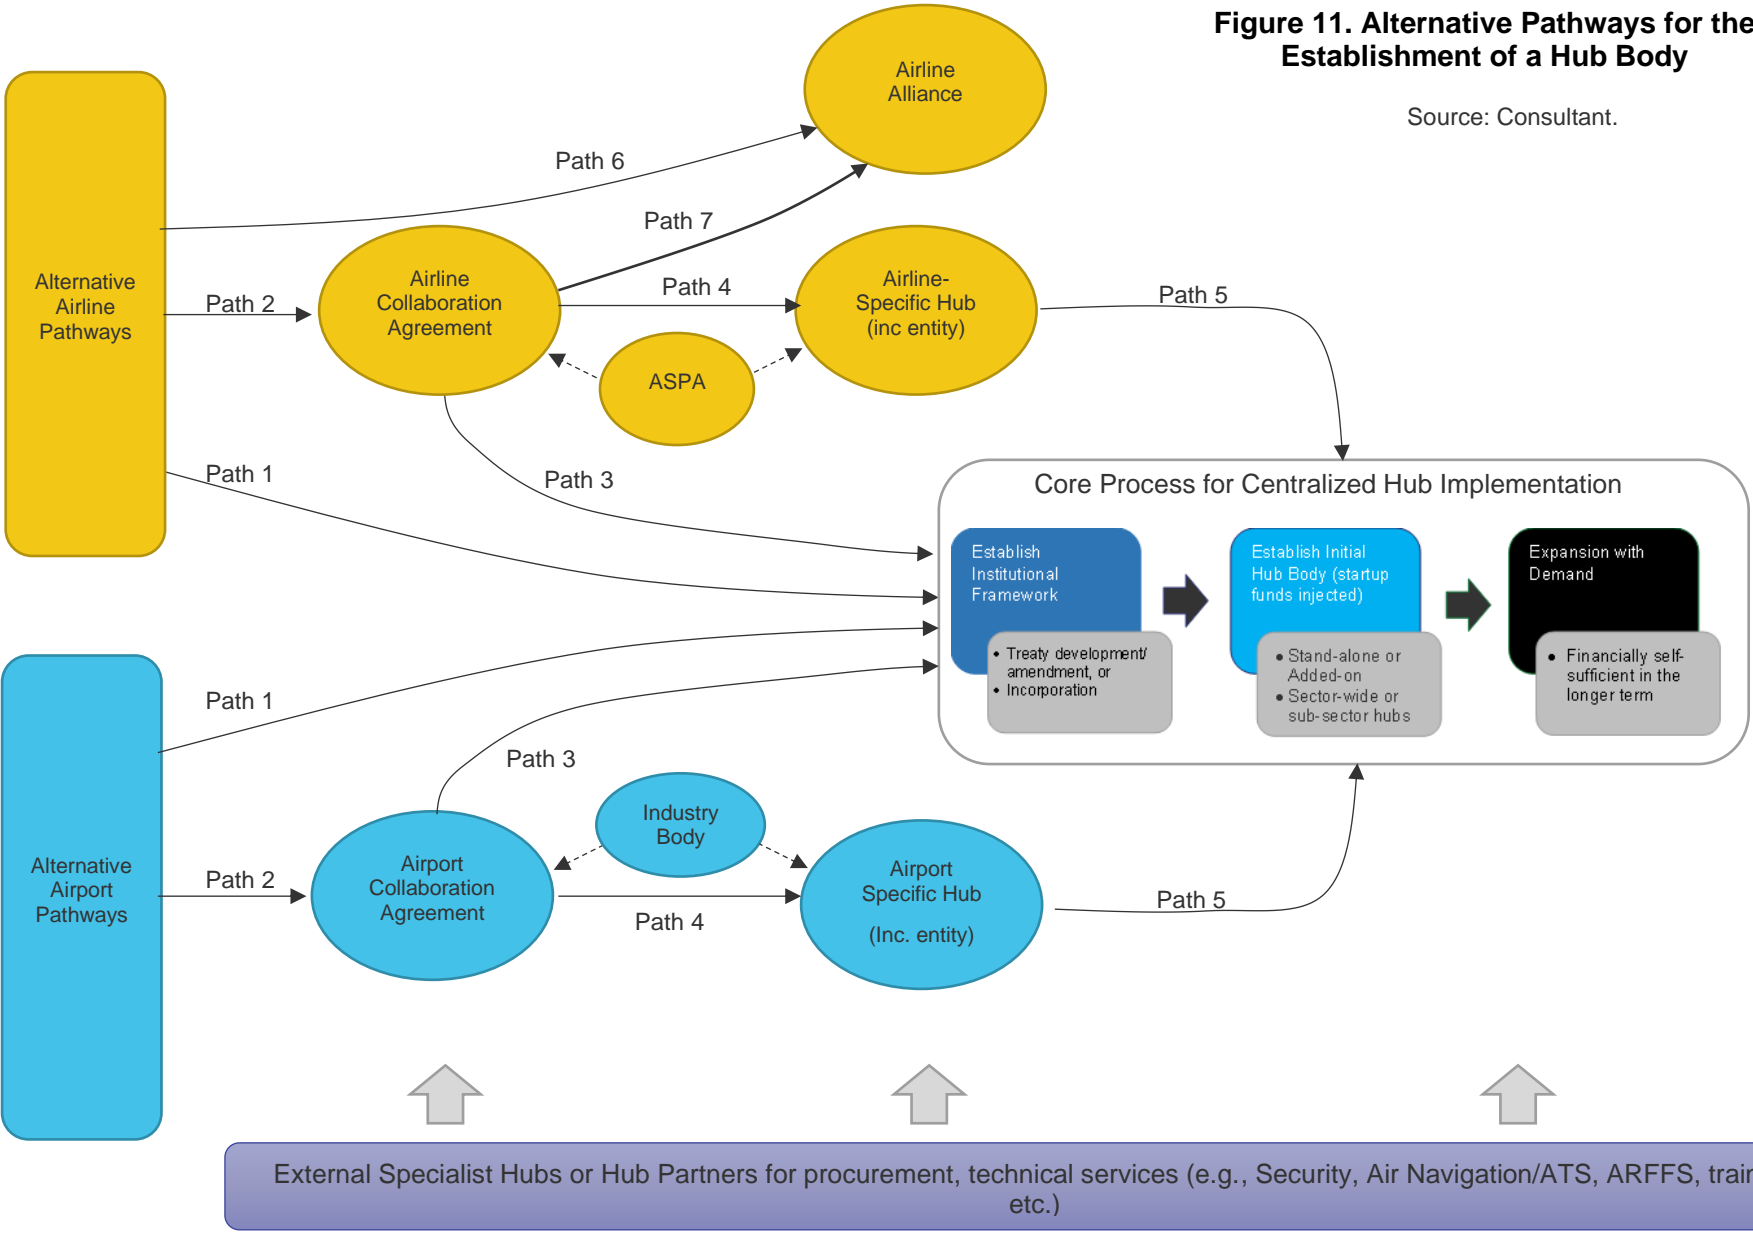 Figure 11. Alternative Pathways for the
Establishment of a Hub Body
Source: Consultant.
Airline
Alliance
Path 6
Path 7
Alternative
Airline
Pathways
Path 2
Airline
Collaboration
Agreement
Path 4
Airline-
Specific Hub
(inc entity)
Path 5
ASPA
Path 1
Path 3
Core Process for Centralized Hub Implementation
Establish
Institutional
Framework
• Treaty development/
amendment, or
• Incorporation
Establish Initial
Hub Body (startup
funds injected)
• Stand-alone or
Added-on
• Sector-wide or
sub-sector hubs
Expansion with
Demand
• Financially self-
sufficient in the
longer term
Path 1
Path 3
Alternative
Airport
Pathways
Path 2
Airport
Collaboration
Agreement
Industry
Body
Path 4
Airport
Specific Hub
(Inc. entity)
Path 5
External Specialist Hubs or Hub Partners for procurement, technical services (e.g., Security, Air Navigation/ATS, ARFFS, train
etc.)